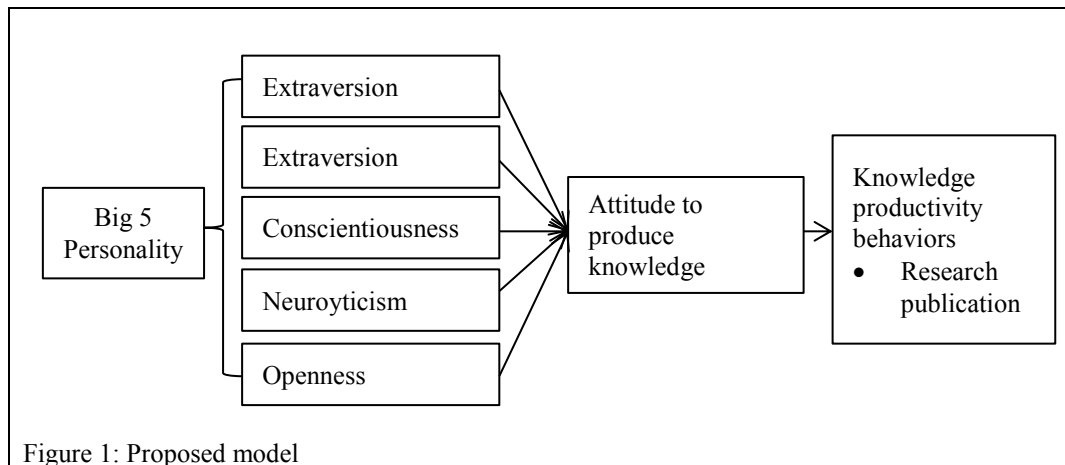 Big 5
Personality
Extraversion
Extraversion
Conscientiousness
Neuroyticism
Openness
Attitude to
produce
knowledge
Knowledge
productivity
behaviors
• Research
publication
Figure 1: Proposed model